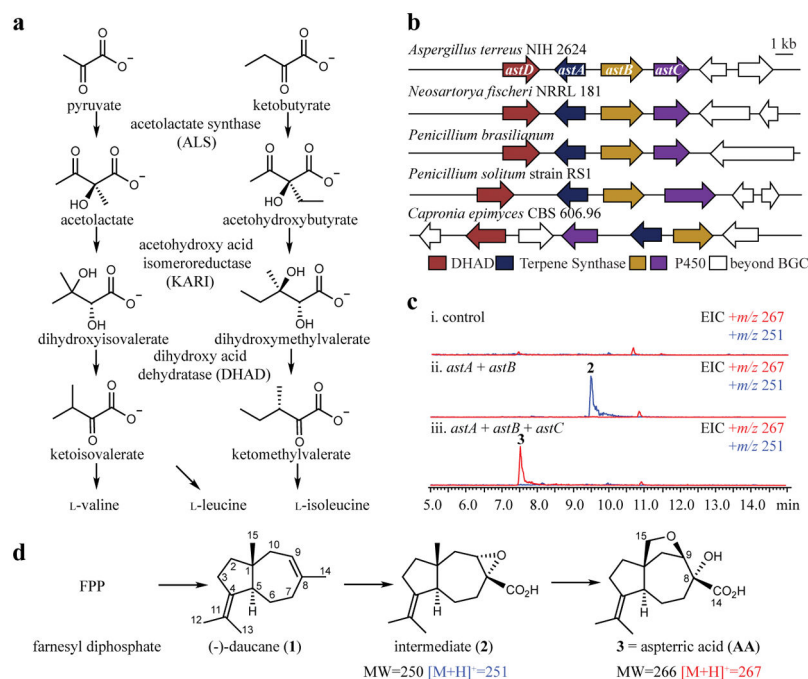 a
pyruvate
ketobutyrate
acetolactate synthase
(ALS)
acetolactate
acetohydroxybutyrate
acetohydroxy acid
isomeroreductase
(KARI)
dihydroxyisovalerate
dihydroxymethylvalerate
dihydroxy acid
dehydratase (DHAD)
ketoisovalerate
ketomethylvalerate
L-valine
L-leucine
L-isoleucine
b
1 kb
Aspergillus terreus NIH 2624
astD astA astB astC
Neosartorya fischeri NRRL 181
Penicillium brasilianum
Penicillium solitum strain RS1
Capronia epimyces CBS 606.96
DHAD Terpene Synthase P450 beyond BGC
c
i. control EIC +m/z 267
+m/z 251
ii. astA + astB EIC +m/z 267
2 +m/z 251
iii. astA + astB + astC EIC +m/z 267
3 +m/z 251
5.0 6.0 7.0 8.0 9.0 10.0 11.0 12.0 13.0 14.0 min
d
FPP
farnesyl diphosphate
15
10
2
1
9
3
14
4
5
8
6
7
11
12
13
H
(-)-daucane (1)
O
CO2H
H
intermediate (2)
MW=250 [M+H]+=251
15
O
9
OH
8
CO2H
14
H
3 = aspterric acid (AA)
MW=266 [M+H]+=267